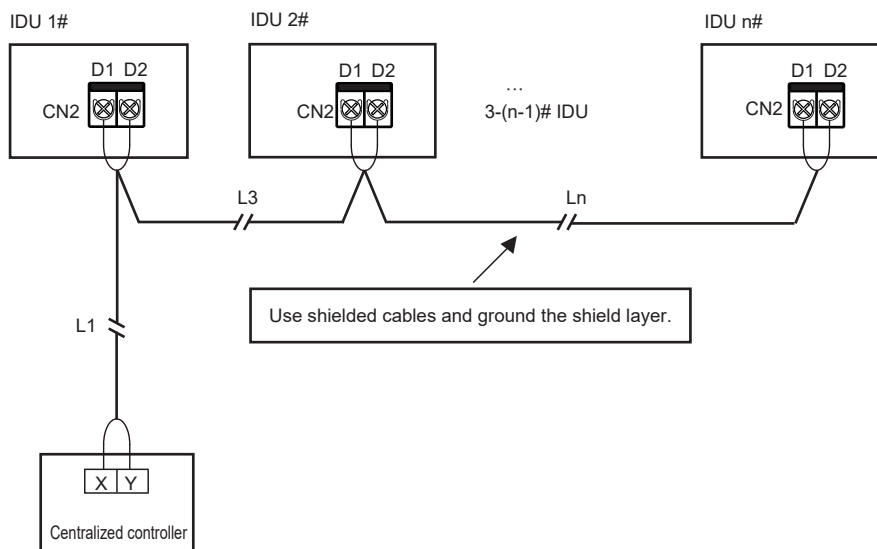 IDU 1#
IDU 2#
IDU n#
D1 D2
D1 D2
D1 D2
CN2
CN2
CN2
...
3-(n-1)# IDU
L3
Ln
Use shielded cables and ground the shield layer.
L1
X Y
Centralized controller